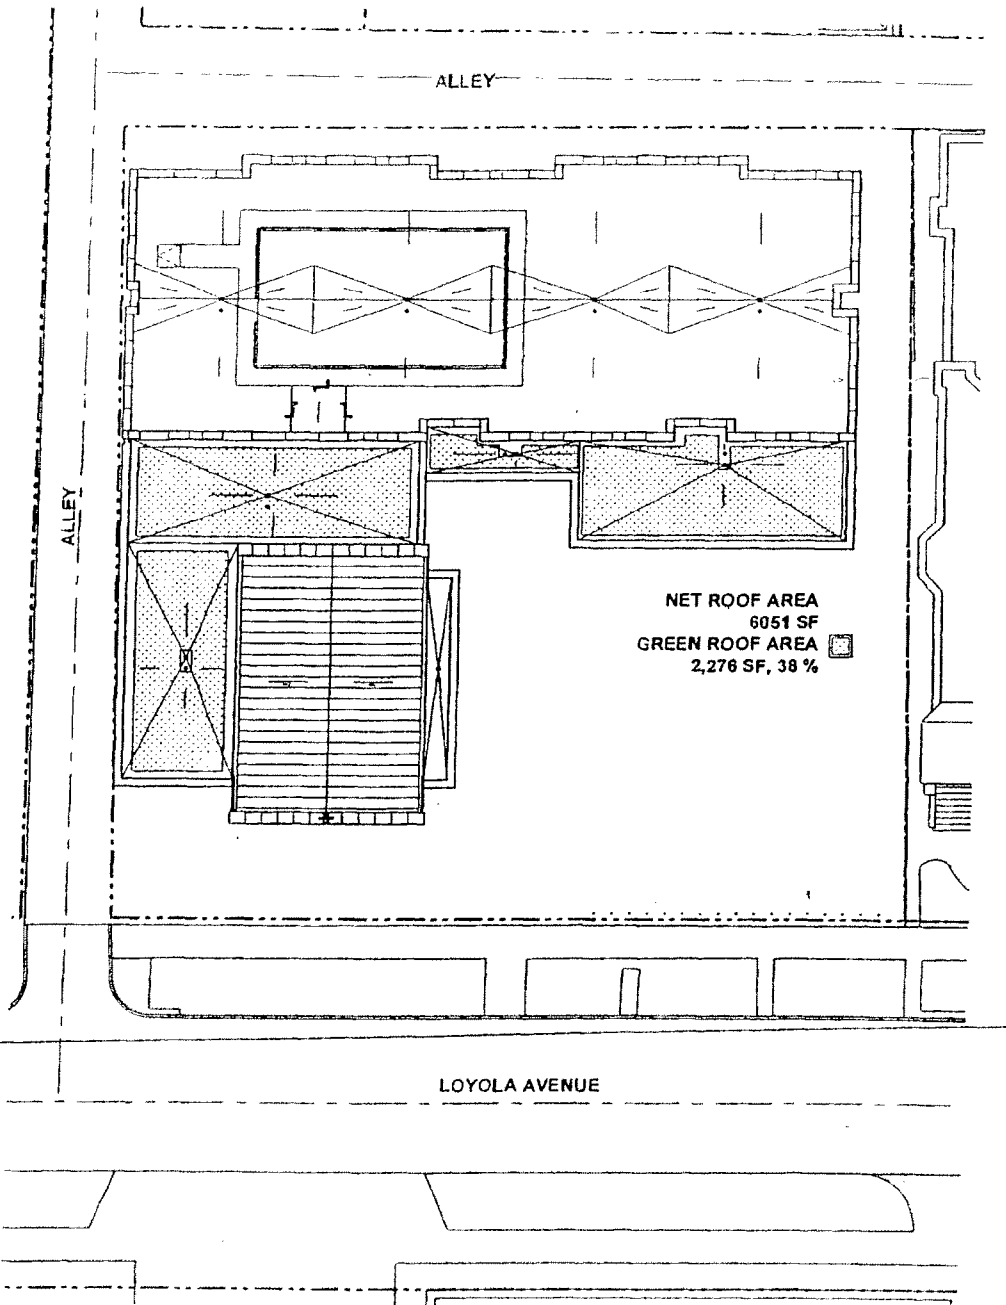 ALLEY
ALLEY
NET ROOF AREA
6051 SF
GREEN ROOF AREA
2,276 SF, 38 %
LOYOLA AVENUE